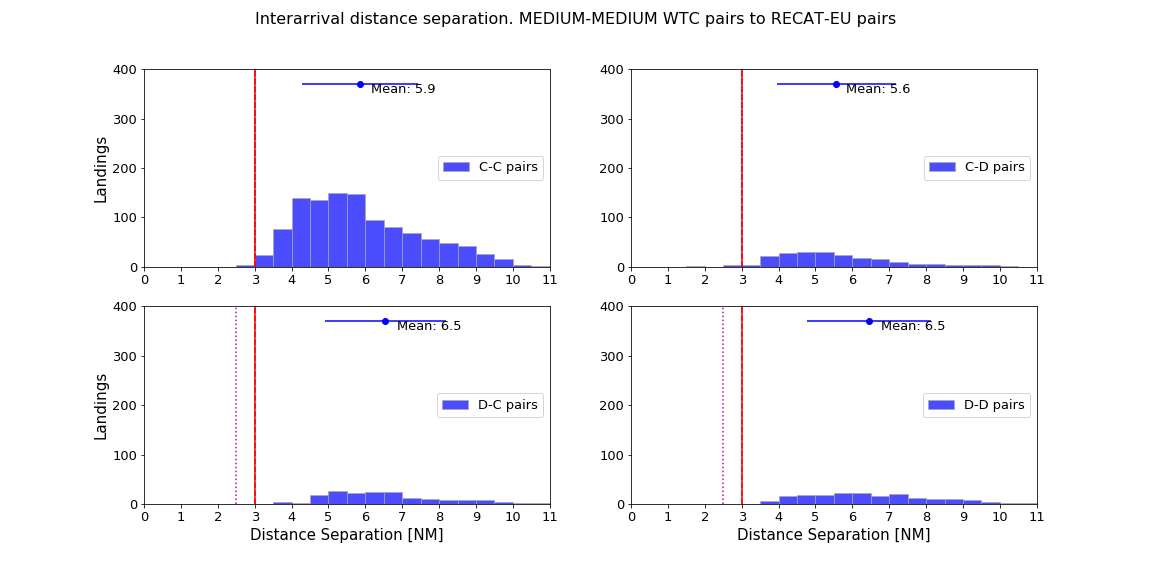 Interarrival distance separation. MEDIUM-MEDIUM WTC pairs to RECAT-EU pairs
400
300
200
100
0
Landings
Mean: 5.9
C-C pairs
0 1 2 3 4 5 6 7 8 9 10 11
400
300
200
100
0
Mean: 5.6
C-D pairs
0 1 2 3 4 5 6 7 8 9 10 11
400
300
200
100
0
Landings
Mean: 6.5
D-C pairs
0 1 2 3 4 5 6 7 8 9 10 11
Distance Separation [NM]
400
300
200
100
0
Mean: 6.5
D-D pairs
0 1 2 3 4 5 6 7 8 9 10 11
Distance Separation [NM]